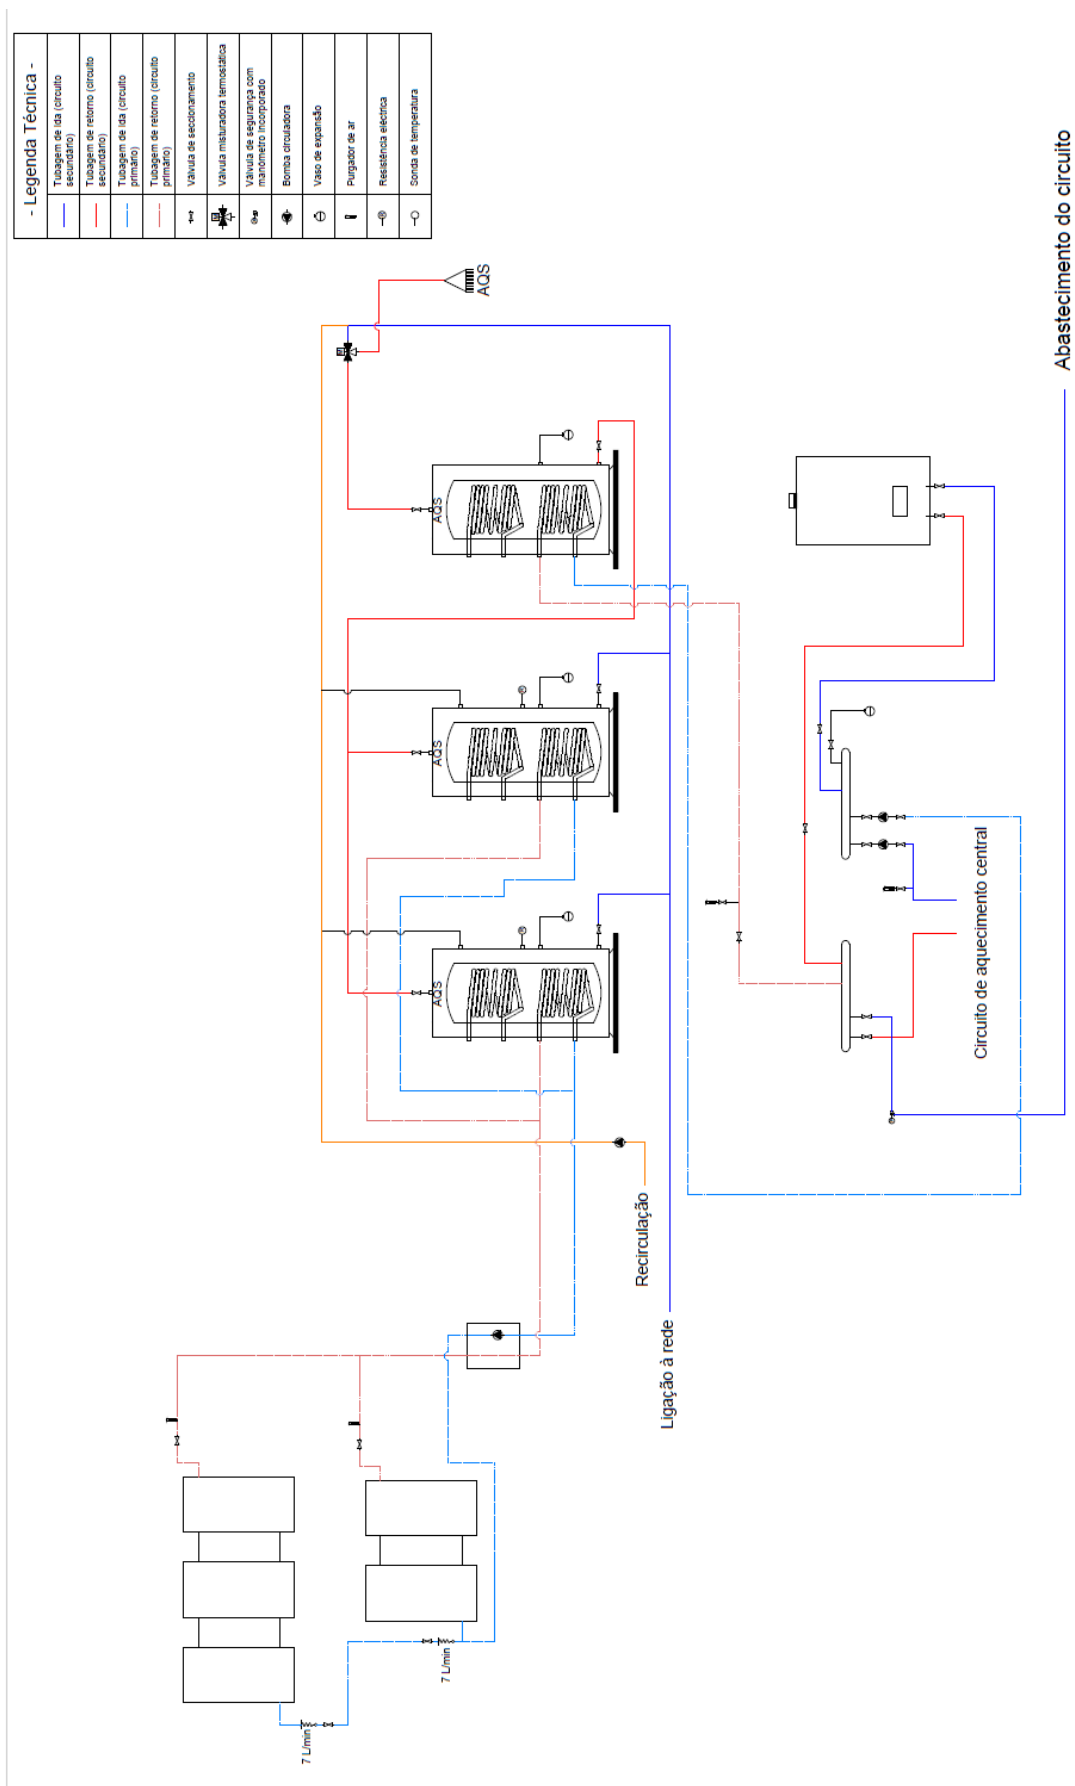 - Legenda Técnica -
Tubagem de ida (circuito
secundário)
Tubagem de retorno (circuito
secundário)
Tubagem de ida (circuito
primário)
Tubagem de retorno (circuito
primário)
Válvula de seccionamento
Válvula misturadora termostática
Válvula de segurança com
manómetro incorporado
Bomba circuladora
Vaso de expansão
Purgador de ar
Resistência eléctrica
Sonda de temperatura
AQS
AQS
AQS
AQS
Abastecimento do circuito
Circuito de aquecimento central
Recirculação
Ligação à rede
7 L/min
7 L/min